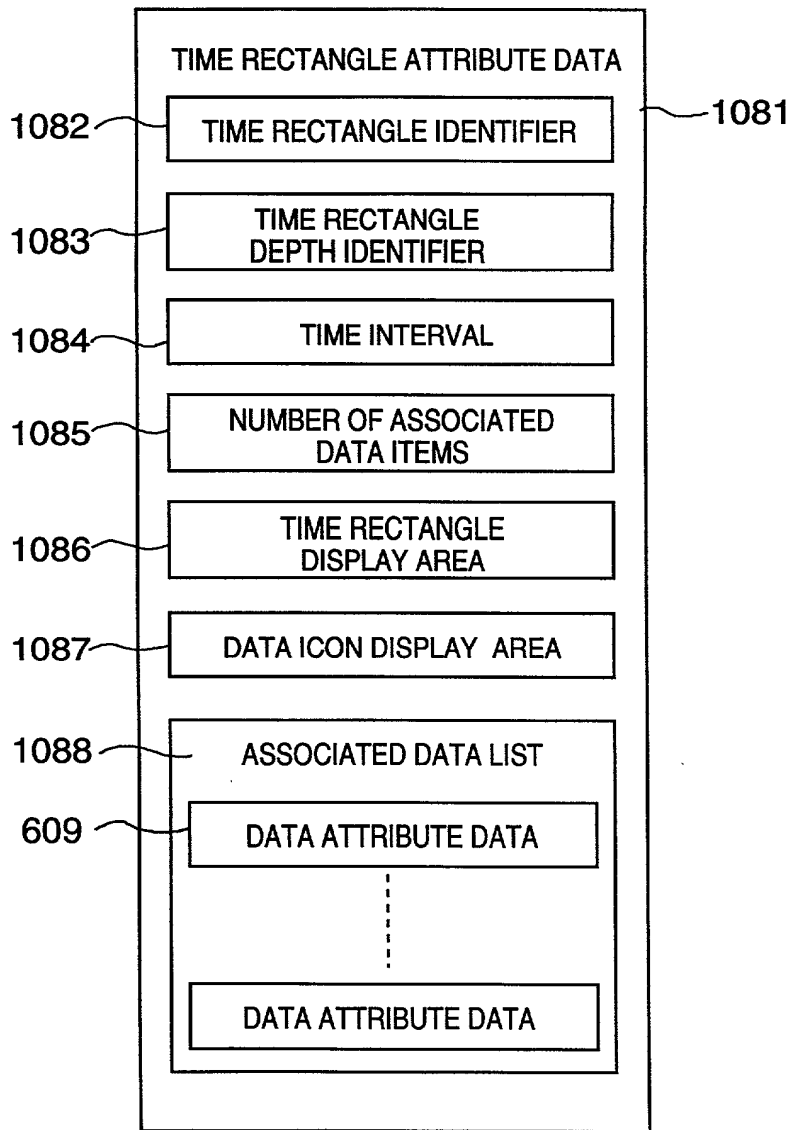 TIME RECTANGLE ATTRIBUTE DATA
1081
1082
TIME RECTANGLE IDENTIFIER
1083
TIME RECTANGLE
DEPTH IDENTIFIER
1084
TIME INTERVAL
1085
NUMBER OF ASSOCIATED
DATA ITEMS
1086
TIME RECTANGLE
DISPLAY AREA
1087
DATA ICON DISPLAY AREA
1088
ASSOCIATED DATA LIST
609
DATA ATTRIBUTE DATA
DATA ATTRIBUTE DATA